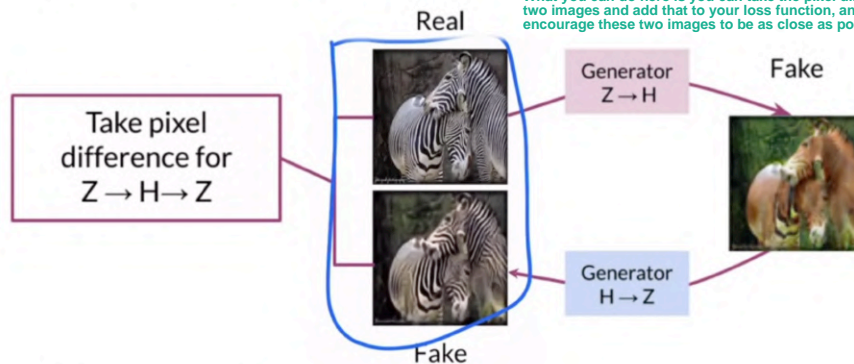 two images and add that to your loss function, an
encourage these two images to be as close as po
Real
Generator
Z → H
Fake
Take pixel
difference for
Z → H → Z
Generator
H → Z
Fake